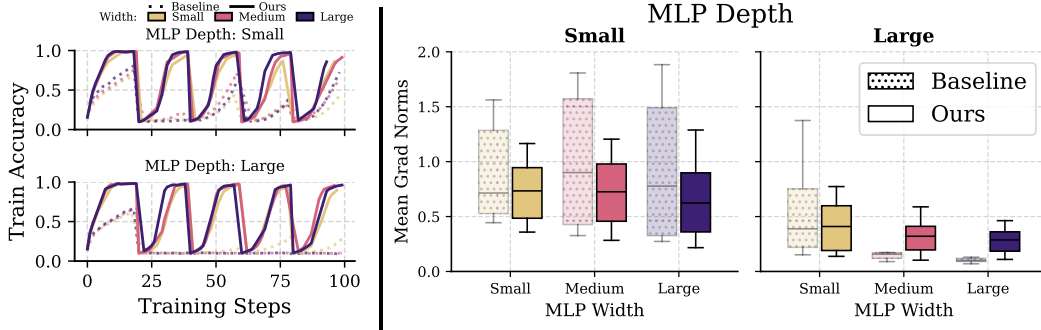 Baseline Ours
Width: Small Medium Large
MLP Depth: Small
1.0
0.5
0.0
Train Accuracy
MLP Depth: Large
1.0
0.5
0.0
0 25 50 75 100
Training Steps
MLP Depth
Small
Large
Mean Grad Norms
2.0
1.5
1.0
0.5
0.0
Baseline
Ours
Small Medium Large
MLP Width
Small Medium Large
MLP Width